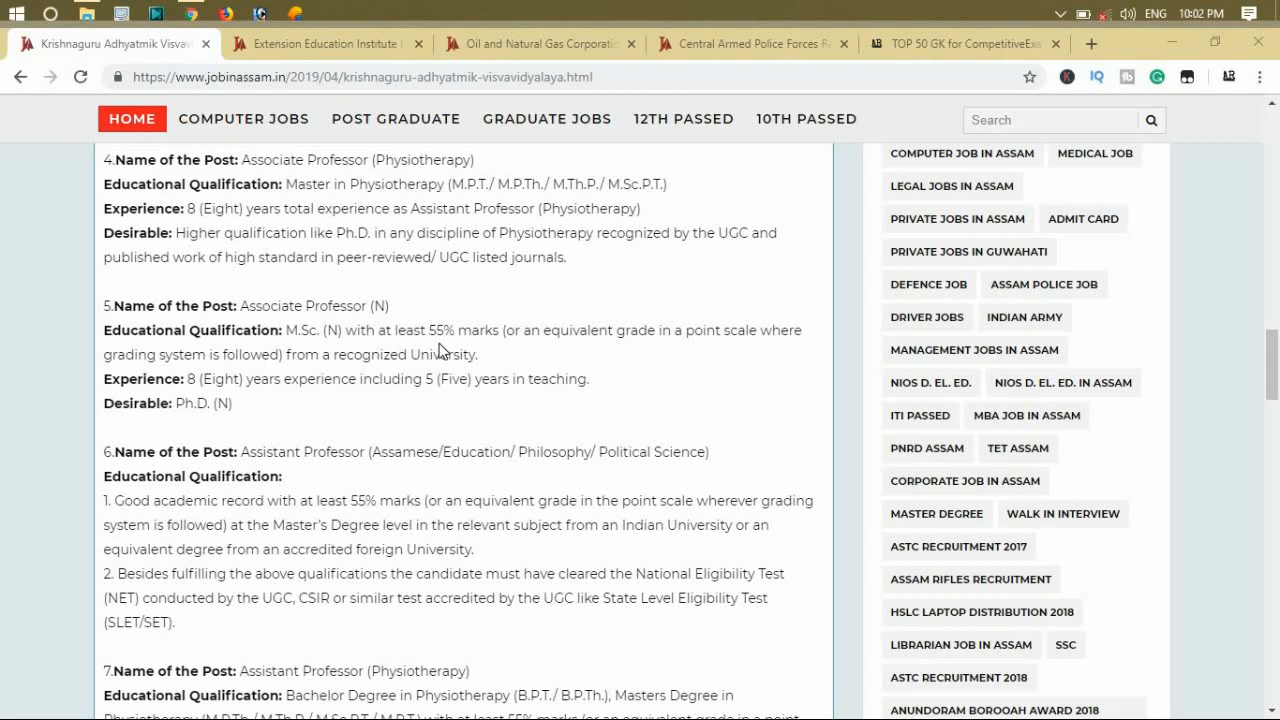 ENG 10:02 PM
Krishnaguru Adhyatmik Visvav
Extension Education Institute (
Oil and Natural Gas Corporatio
Central Armed Police Forces R
TOP 50 GK for CompetitiveExa
https://www.jobinassam.in/2019/04/krishnaguru-adhyatmik-visvavidyalaya.html
HOME COMPUTER JOBS POST GRADUATE GRADUATE JOBS 12TH PASSED 10TH PASSED Search
4.Name of the Post: Associate Professor (Physiotherapy)
Educational Qualification: Master in Physiotherapy (M.P.T./ M.P.Th./ M.Th.P./ M.Sc.P.T.)
Experience: 8 (Eight) years total experience as Assistant Professor (Physiotherapy)
Desirable: Higher qualification like Ph.D. in any discipline of Physiotherapy recognized by the UGC and
published work of high standard in peer-reviewed/ UGC listed journals.
5.Name of the Post: Associate Professor (N)
Educational Qualification: M.Sc. (N) with at least 55% marks (or an equivalent grade in a point scale where
grading system is followed) from a recognized University.
Experience: 8 (Eight) years experience including 5 (Five) years in teaching.
Desirable: Ph.D. (N)
6.Name of the Post: Assistant Professor (Assamese/Education/ Philosophy/ Political Science)
Educational Qualification:
1. Good academic record with at least 55% marks (or an equivalent grade in the point scale wherever grading
system is followed) at the Master's Degree level in the relevant subject from an Indian University or an
equivalent degree from an accredited foreign University.
2. Besides fulfilling the above qualifications the candidate must have cleared the National Eligibility Test
(NET) conducted by the UGC, CSIR or similar test accredited by the UGC like State Level Eligibility Test
(SLET/SET).
7.Name of the Post: Assistant Professor (Physiotherapy)
Educational Qualification: Bachelor Degree in Physiotherapy (B.P.T./ B.P.Th.), Masters Degree in
Physiotherapy (M.P.Th./ M.Th.P./ M.Sc.P.T./ M.P.T.) with at least 55% marks (or an equivalent grade in a point
COMPUTER JOB IN ASSAM MEDICAL JOB
LEGAL JOBS IN ASSAM
PRIVATE JOBS IN ASSAM ADMIT CARD
PRIVATE JOBS IN GUWAHATI
DEFENCE JOB ASSAM POLICE JOB
DRIVER JOBS INDIAN ARMY
MANAGEMENT JOBS IN ASSAM
NIOS D. EL. ED. NIOS D. EL. ED. IN ASSAM
ITI PASSED MBA JOB IN ASSAM
PNRD ASSAM TET ASSAM
CORPORATE JOB IN ASSAM
MASTER DEGREE WALK IN INTERVIEW
ASTC RECRUITMENT 2017
ASSAM RIFLES RECRUITMENT
HSLC LAPTOP DISTRIBUTION 2018
LIBRARIAN JOB IN ASSAM SSC
ASTC RECRUITMENT 2018
ANUNDORAM BOROOAH AWARD 2018